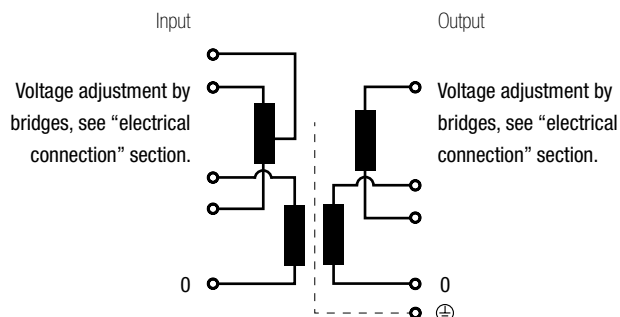 Input
Output
Voltage adjustment by
bridges, see “electrical
connection” section.
Voltage adjustment by
bridges, see “electrical
connection” section.
0
0